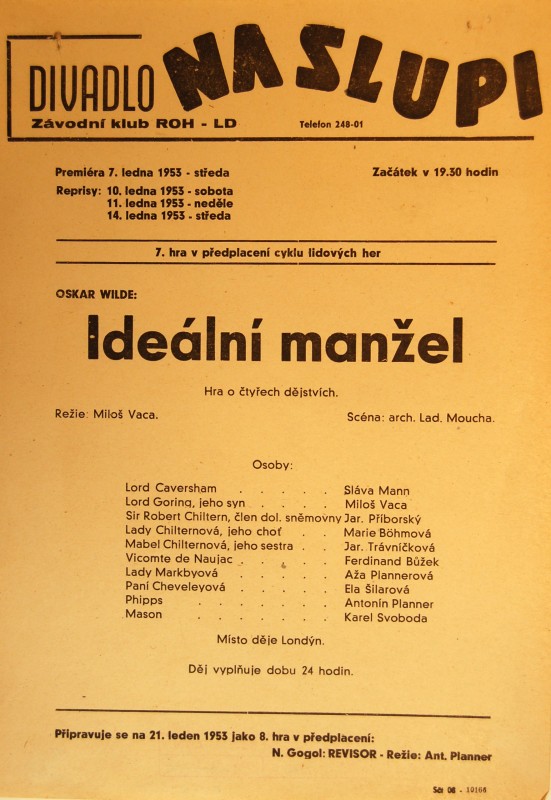 DIVADLO NA SLUPI
Závodní klub ROH - LD
Telefon 248-01
Premiéra 7. ledna 1953 - středa
Začátek v 19.30 hodin
Reprisy: 10. ledna 1953 - sobota
11. ledna 1953 - neděle
14. ledna 1953 - středa
7. hra v předplacení cyklu lidových her
OSKAR WILDE:
Ideální manžel
Hra o čtyřech dějstvích.
Režie: Miloš Vaca.
Scéna: arch. Lad. Moucha.
Osoby:
Lord Caversham . . . . . Sláva Mann
Lord Goring, jeho syn . . . . Miloš Vaca
Sir Robert Chiltern, člen dol. sněmovny Jar. Příborský
Lady Chilternová, jeho choť . . Marie Böhmová
Mabel Chilternová, jeho sestra . . Jar. Trávníčková
Vicomte de Naujac . . . . . Ferdinand Bůžek
Lady Markbyová . . . . . Aža Plannerová
Paní Cheveleyová . . . . . Ela Šilarová
Phipps . . . . . . Antonín Planner
Mason . . . . . . Karel Svoboda
Místo děje Londýn.
Děj vyplňuje dobu 24 hodin.
Připravuje se na 21. leden 1953 jako 8. hra v předplacení:
N. Gogol: REVISOR - Režie: Ant. Planner